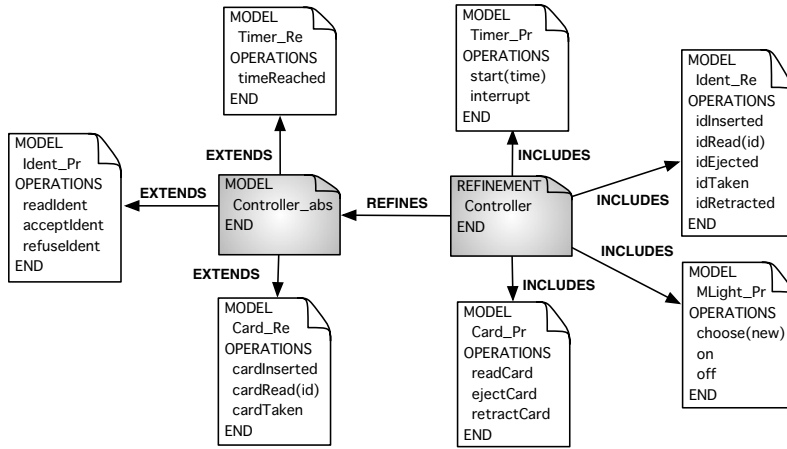 MODEL
Timer_Re
OPERATIONS
timeReached
END
MODEL
Timer_Pr
OPERATIONS
start(time)
interrupt
END
MODEL
Ident_Re
OPERATIONS
idInserted
idRead(id)
idEjected
idTaken
idRetracted
END
MODEL
Ident_Pr
OPERATIONS
readIdent
acceptIdent
refuseIdent
END
EXTENDS
EXTENDS
MODEL
Controller_abs
END
EXTENDS
REFINES
INCLUDES
REFINEMENT
Controller
END
INCLUDES
INCLUDES
INCLUDES
MODEL
Card_Re
OPERATIONS
cardInserted
cardRead(id)
cardTaken
END
MODEL
Card_Pr
OPERATIONS
readCard
ejectCard
retractCard
END
MODEL
MLight_Pr
OPERATIONS
choose(new)
on
off
END